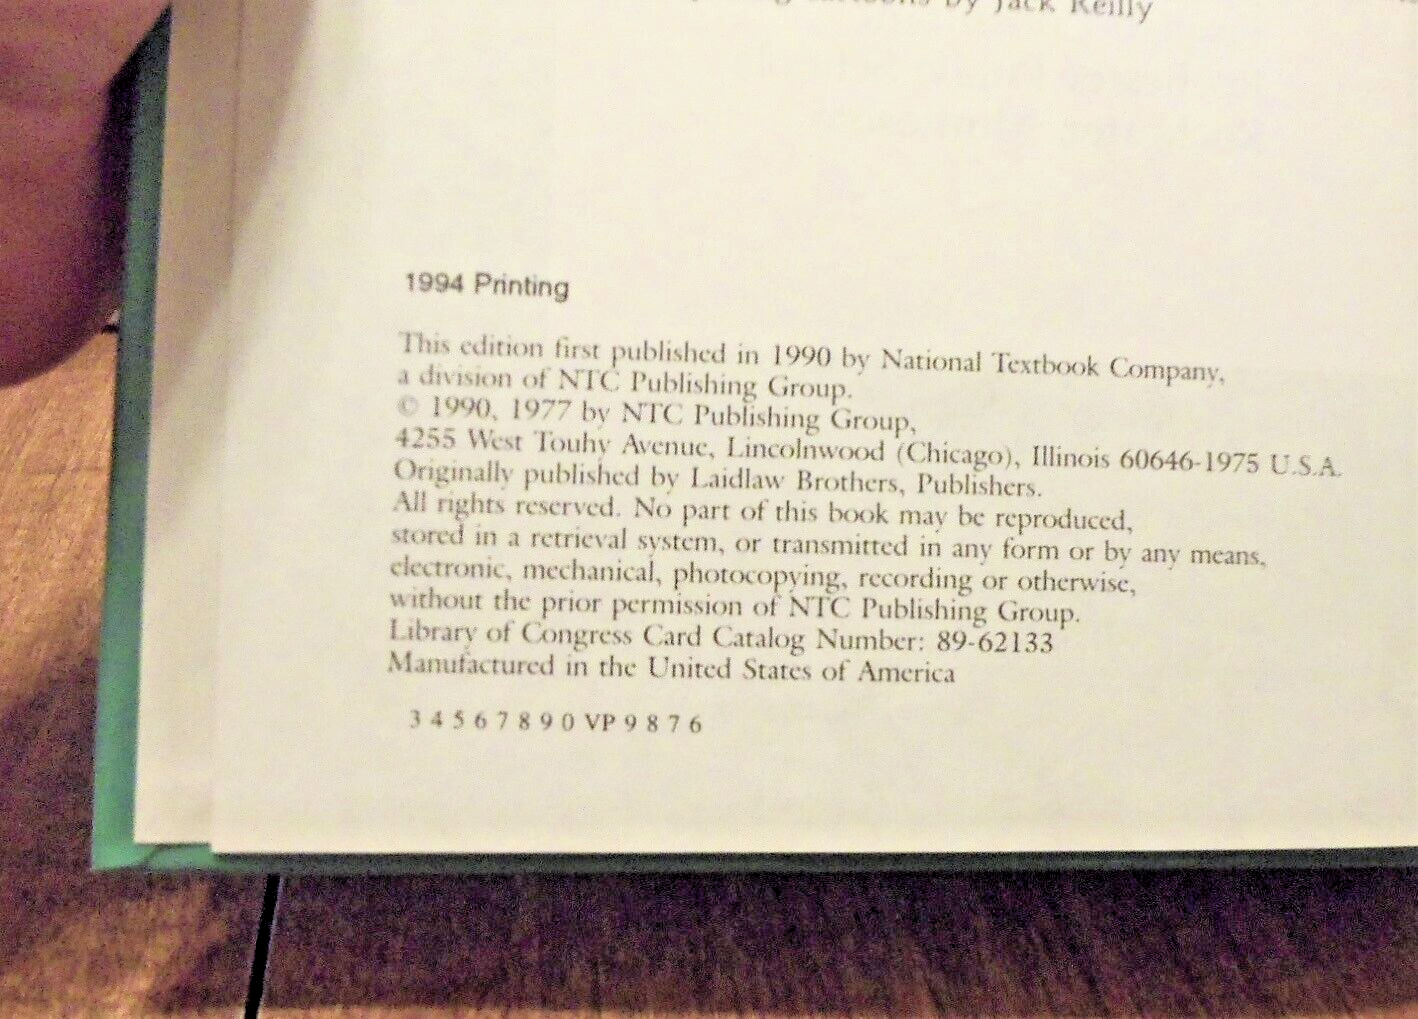 cartoons by Jack Reilly
1994 Printing
This edition first published in 1990 by National Textbook Company,
a division of NTC Publishing Group.
© 1990, 1977 by NTC Publishing Group,
4255 West Touhy Avenue, Lincolnwood (Chicago), Illinois 60646-1975 U.S.A.
Originally published by Laidlaw Brothers, Publishers.
All rights reserved. No part of this book may be reproduced,
stored in a retrieval system, or transmitted in any form or by any means,
electronic, mechanical, photocopying, recording or otherwise,
without the prior permission of NTC Publishing Group.
Library of Congress Card Catalog Number: 89-62133
Manufactured in the United States of America
3 4 5 6 7 8 9 0 VP 9 8 7 6